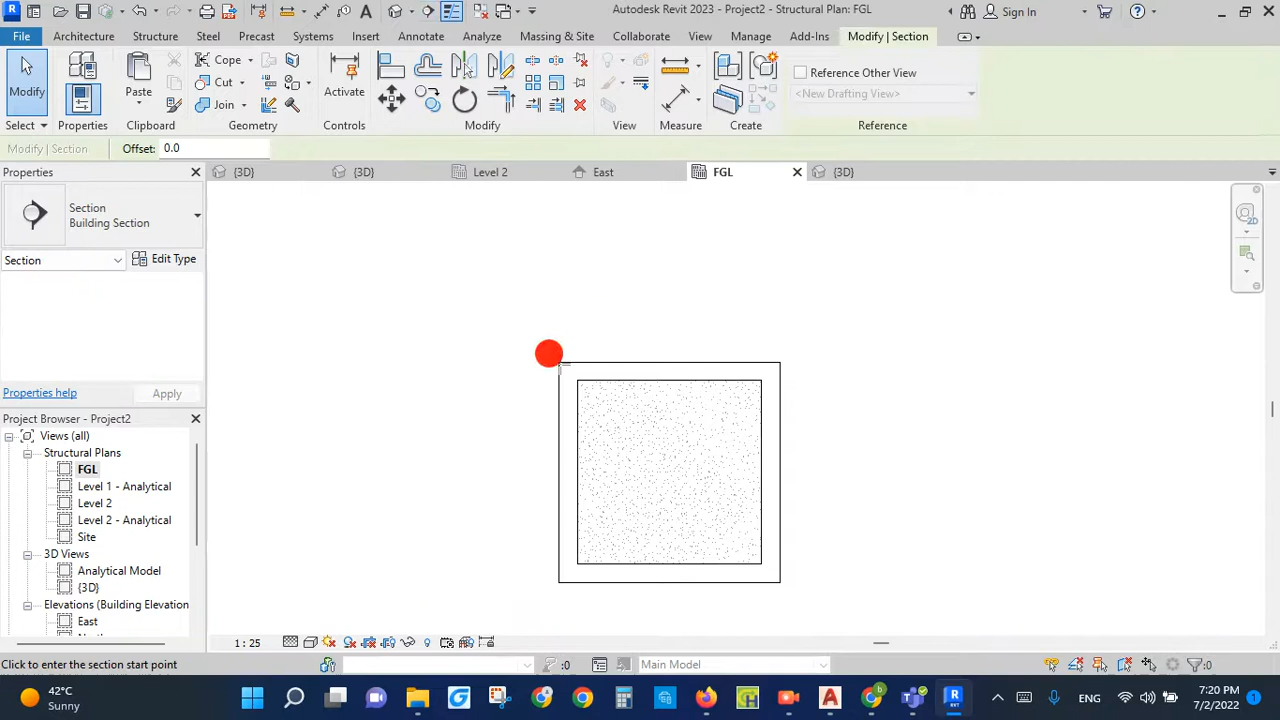 Autodesk Revit 2023 - Project2 - Structural Plan: FGL
Sign In
File
Architecture
Structure
Steel
Precast
Systems
Insert
Annotate
Analyze
Massing & Site
Collaborate
View
Manage
Add-Ins
Modify | Section
Modify
Paste
Cope
Cut
Join
Activate
Reference Other View
<New Drafting View>
Select
Properties
Clipboard
Geometry
Controls
Modify
View
Measure
Create
Reference
Modify | Section
Offset: 0.0
Properties
{3D}
{3D}
Level 2
East
FGL
{3D}
Section
Building Section
Section
Edit Type
2D
Properties help
Apply
Project Browser - Project2
Views (all)
Structural Plans
FGL
Level 1 - Analytical
Level 2
Level 2 - Analytical
Site
3D Views
Analytical Model
{3D}
Elevations (Building Elevation
East
1 : 25
Click to enter the section start point
:0
Main Model
:0
42°C
Sunny
ENG
7:20 PM
7/2/2022